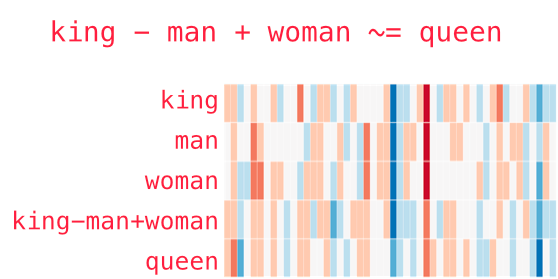 king − man + woman ~= queen
king
man
woman
king−man+woman
queen